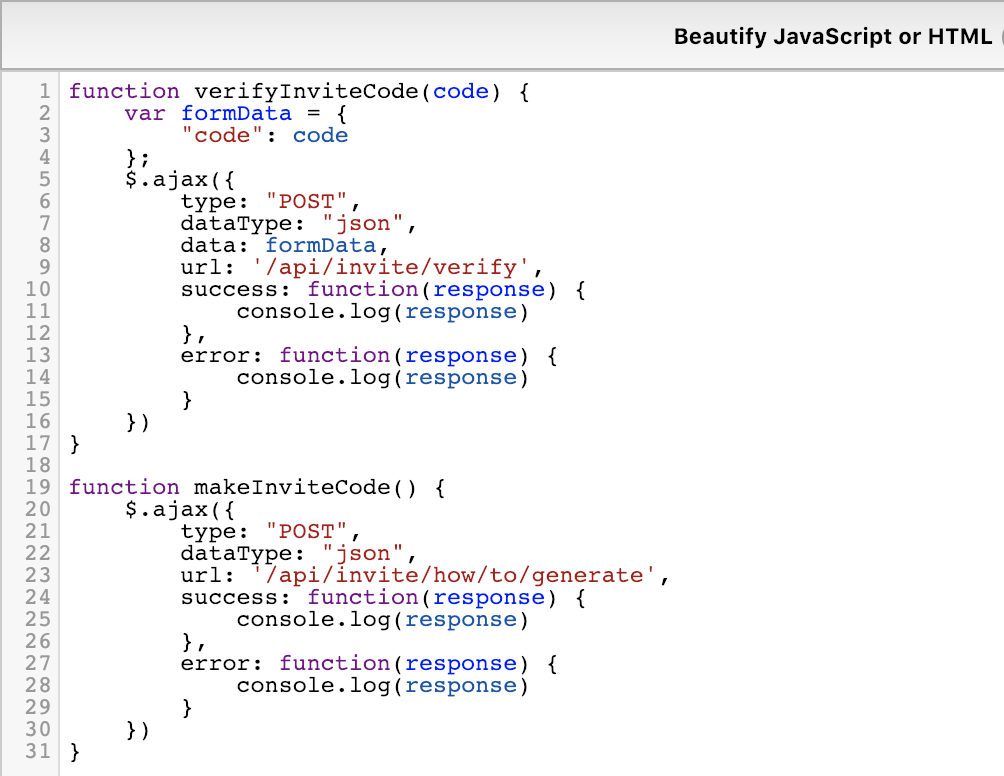 Beautify JavaScript or HTML
1 function verifyInviteCode(code) {
2     var formData = {
3         "code": code
4     };
5     $.ajax({
6         type: "POST",
7         dataType: "json",
8         data: formData,
9         url: '/api/invite/verify',
10         success: function(response) {
11             console.log(response)
12         },
13         error: function(response) {
14             console.log(response)
15         }
16     })
17 }
18
19 function makeInviteCode() {
20     $.ajax({
21         type: "POST",
22         dataType: "json",
23         url: '/api/invite/how/to/generate',
24         success: function(response) {
25             console.log(response)
26         },
27         error: function(response) {
28             console.log(response)
29         }
30     })
31 }